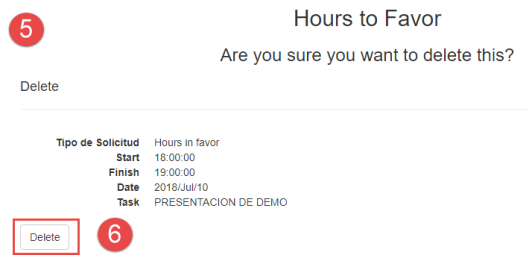 5
Hours to Favor
Are you sure you want to delete this?
Delete
Tipo de Solicitud Hours in favor
Start 18:00:00
Finish 19:00:00
Date 2018/Jul/10
Task PRESENTACION DE DEMO
Delete 6